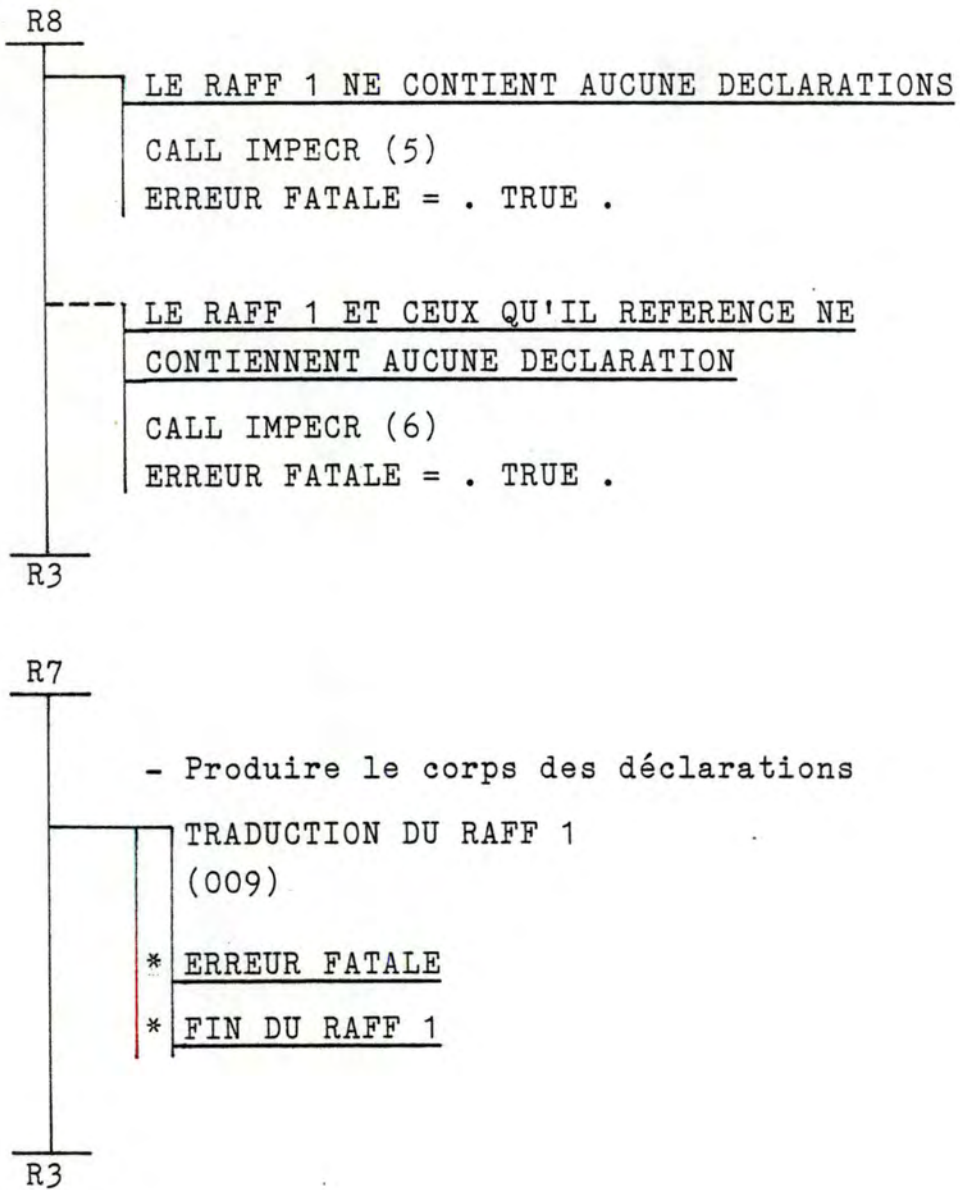 R8
LE RAFF 1 NE CONTIENT AUCUNE DECLARATIONS
CALL IMPECR (5)
ERREUR FATALE = . TRUE .
LE RAFF 1 ET CEUX QU'IL REFERENCE NE
CONTIENNENT AUCUNE DECLARATION
CALL IMPECR (6)
ERREUR FATALE = . TRUE .
R3
R7
- Produire le corps des déclarations
TRADUCTION DU RAFF 1
(009)
* ERREUR FATALE
* FIN DU RAFF 1
R3